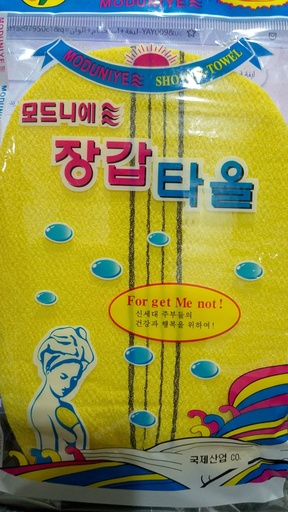 MODUNIYE
YAY0098
MODUNIYE
SHOWER TOWEL
모드니에
장갑
타올
For get Me not!
신세대 주부들의
건강과 행복을 위하여!
국제산업 CO.